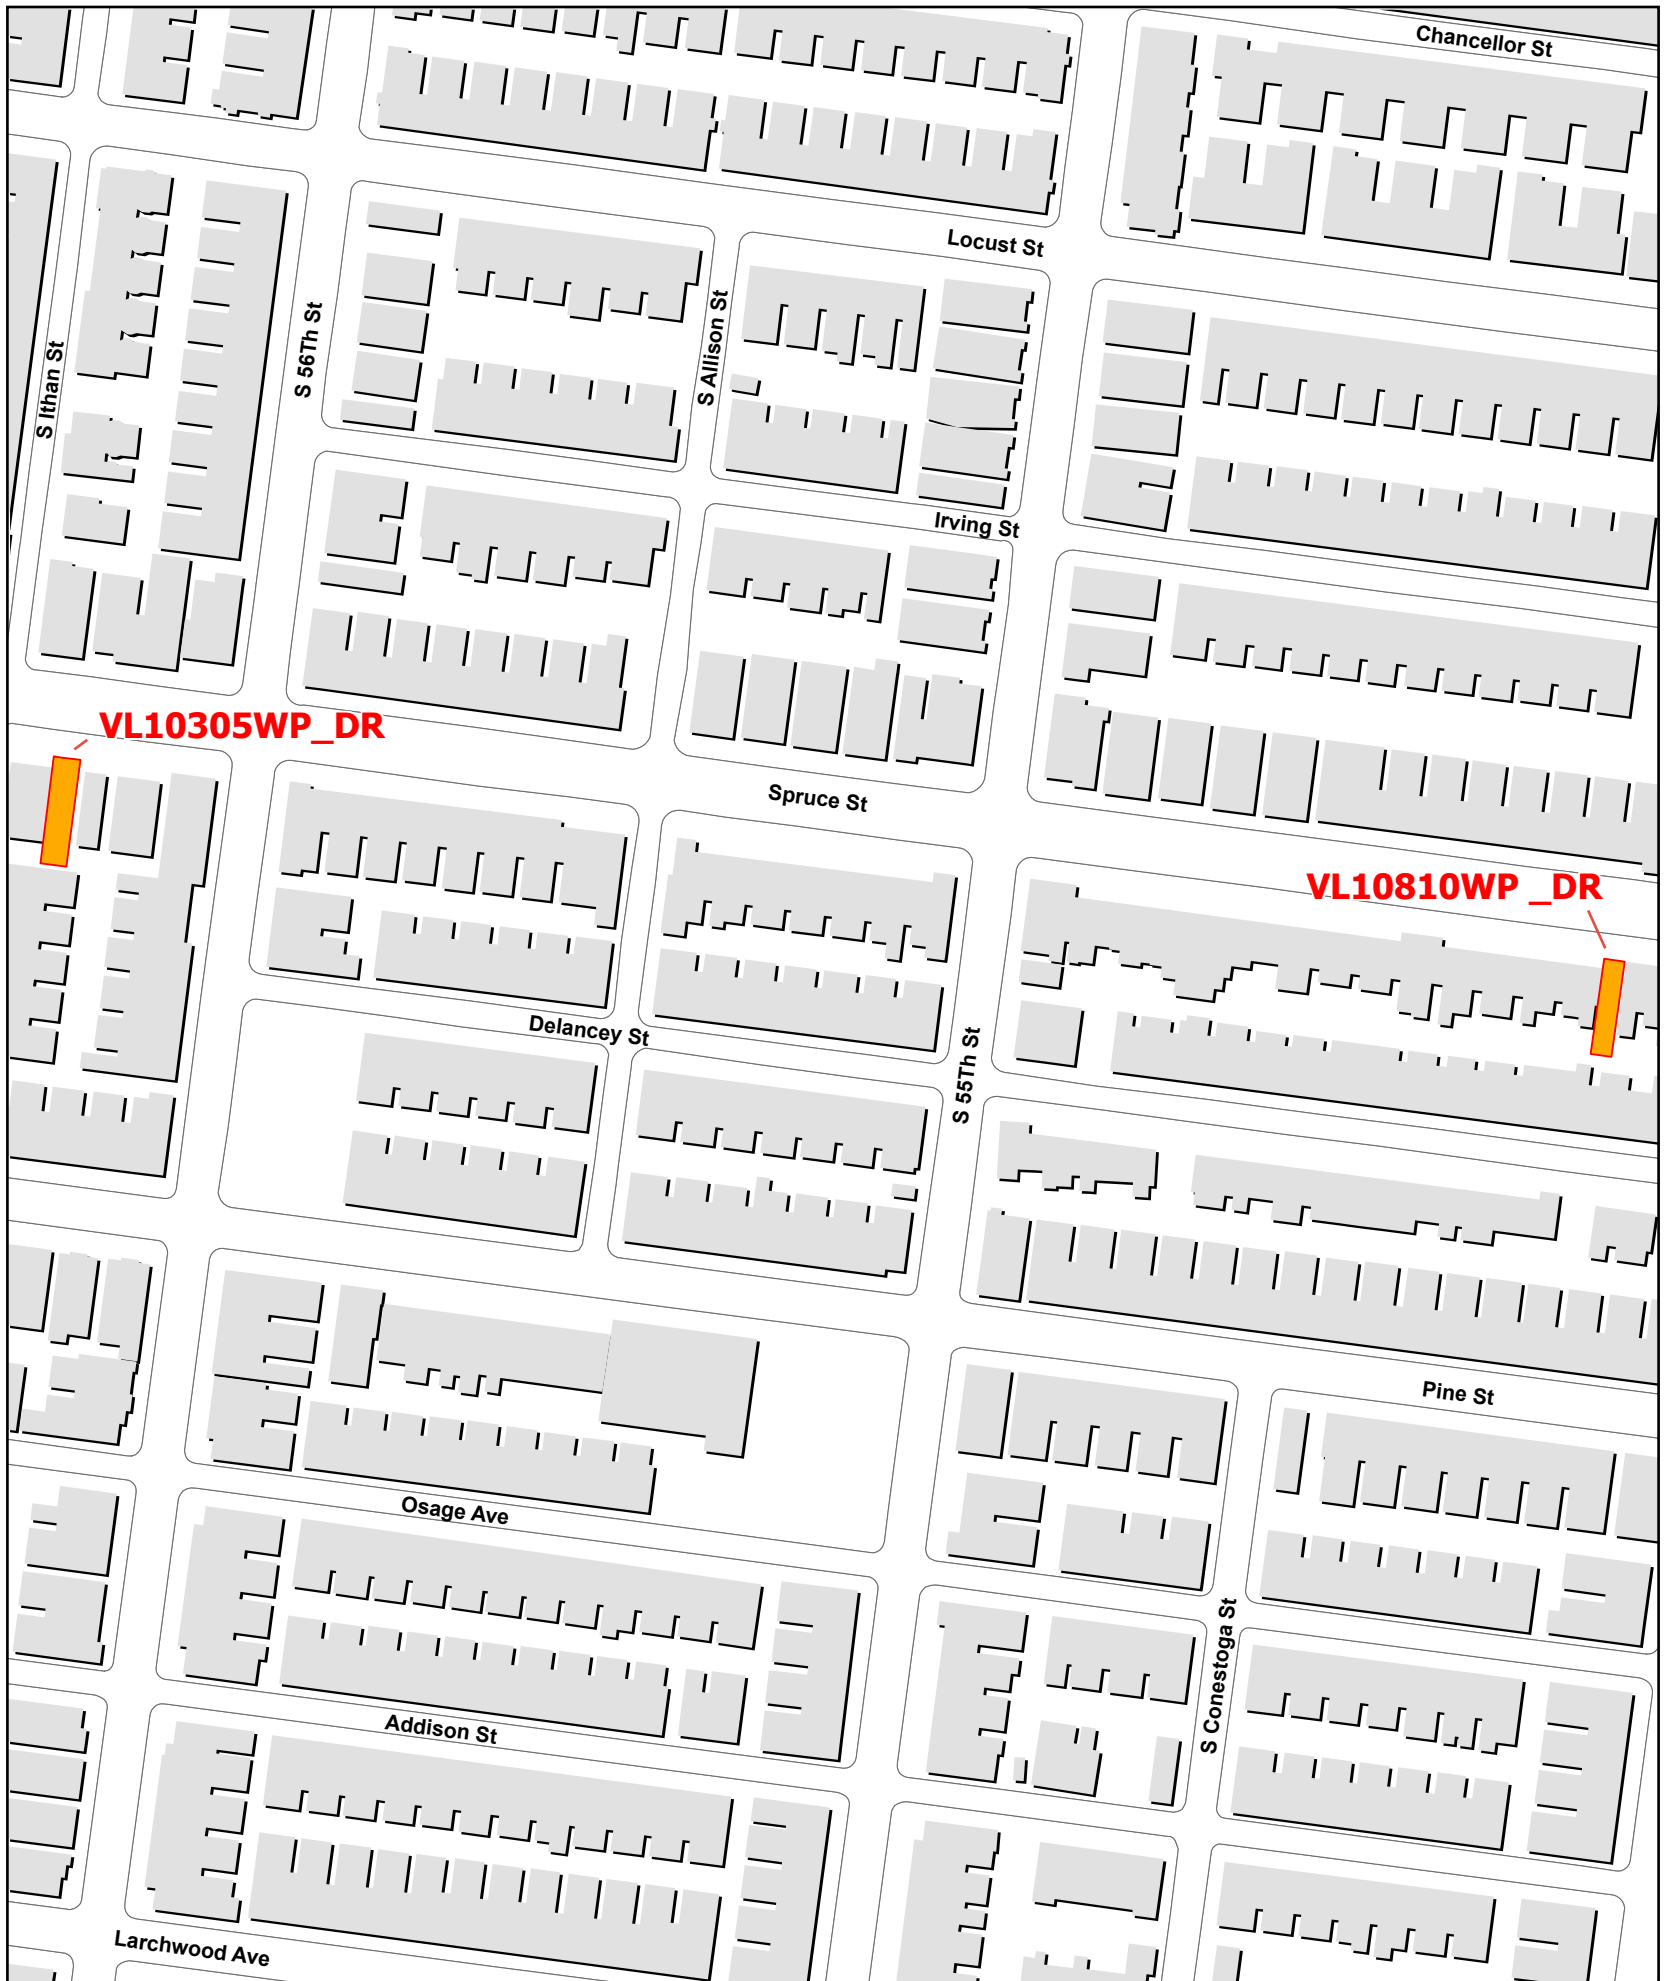 Chancellor St
Locust St
S Allison St
S 56Th St
S Ithan St
Irving St
VL10305WP_DR
Spruce St
VL10810WP _DR
Delancey St
S 55Th St
Pine St
Osage Ave
S Conestoga St
Addison St
Larchwood Ave